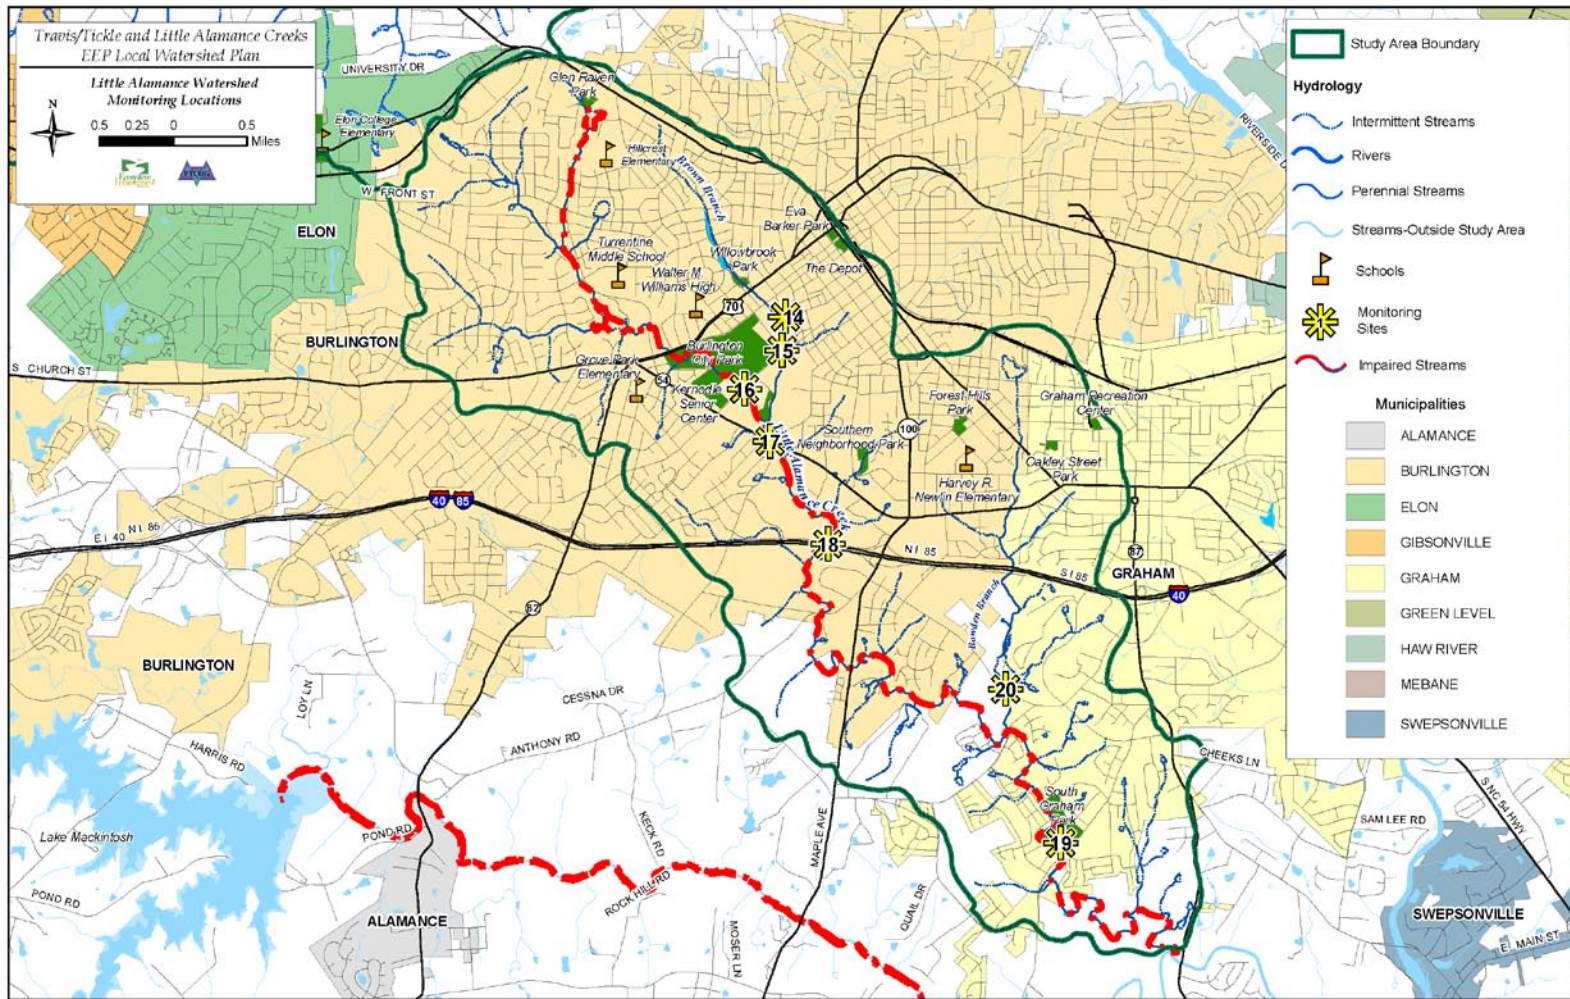 Travis/Tickle and Little Alamance Creeks
EEP Local Watershed Plan
Little Alamance Watershed
Monitoring Locations
N
0.5 0.25 0 0.5
Miles
UNIVERSITY DR
Glen Raven
Park
Elon College
Elementary
Hillcrest
Elementary
Brown Branch
W FRONT ST
ELON
Eva
Barker Park
Turrentine
Middle School
Willowbrook
Park
The Depot
Walter M.
Williams High
70
14
BURLINGTON
Burlington
City Park
15
S CHURCH ST
Grove Park
Elementary
54
16
Kernodle
Senior
Center
Forest Hills
Park
Graham Recreation
Center
17
Southern
Neighborhood Park
100
Little Alamance Creek
Oakley Street
Park
Harvey R.
Newlin Elementary
40
85
E I 40
N I 85
18
N I 85
87
S I 85
GRAHAM
40
62
Bowden Branch
BURLINGTON
LOY LN
CESSNA DR
20
HARRIS RD
ANTHONY RD
CHEEKS LN
S NC 54 HWY
South
Graham
Park
19
Lake Mackintosh
POND RD
KECK RD
MAPLE AVE
SAM LEE RD
POND RD
ROCK HILL RD
QUAIL DR
ALAMANCE
MOSER LN
SWEPSONVILLE
E MAIN ST
Study Area Boundary
Hydrology
Intermittent Streams
Rivers
Perennial Streams
Streams-Outside Study Area
Schools
Monitoring
Sites
Impaired Streams
Municipalities
ALAMANCE
BURLINGTON
ELON
GIBSONVILLE
GRAHAM
GREEN LEVEL
HAW RIVER
MEBANE
SWEPSONVILLE